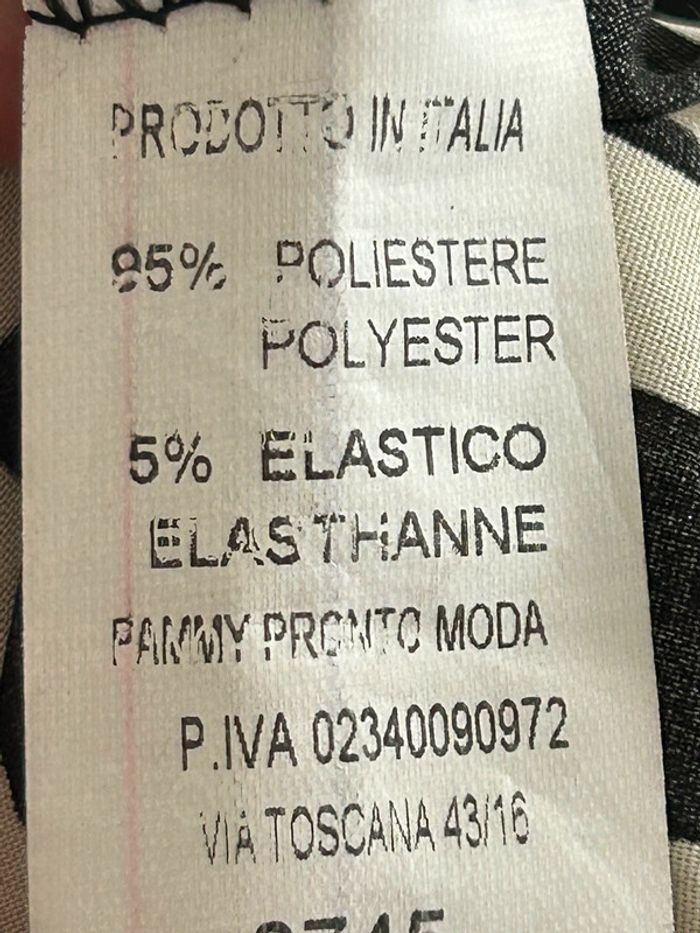 PRODOTTO IN ITALIA
95% POLIESTERE
POLYESTER
5% ELASTICO
ELASTHANNE
PAMMY PRONTO MODA
P.IVA 02340090972
VIA TOSCANA 43/16